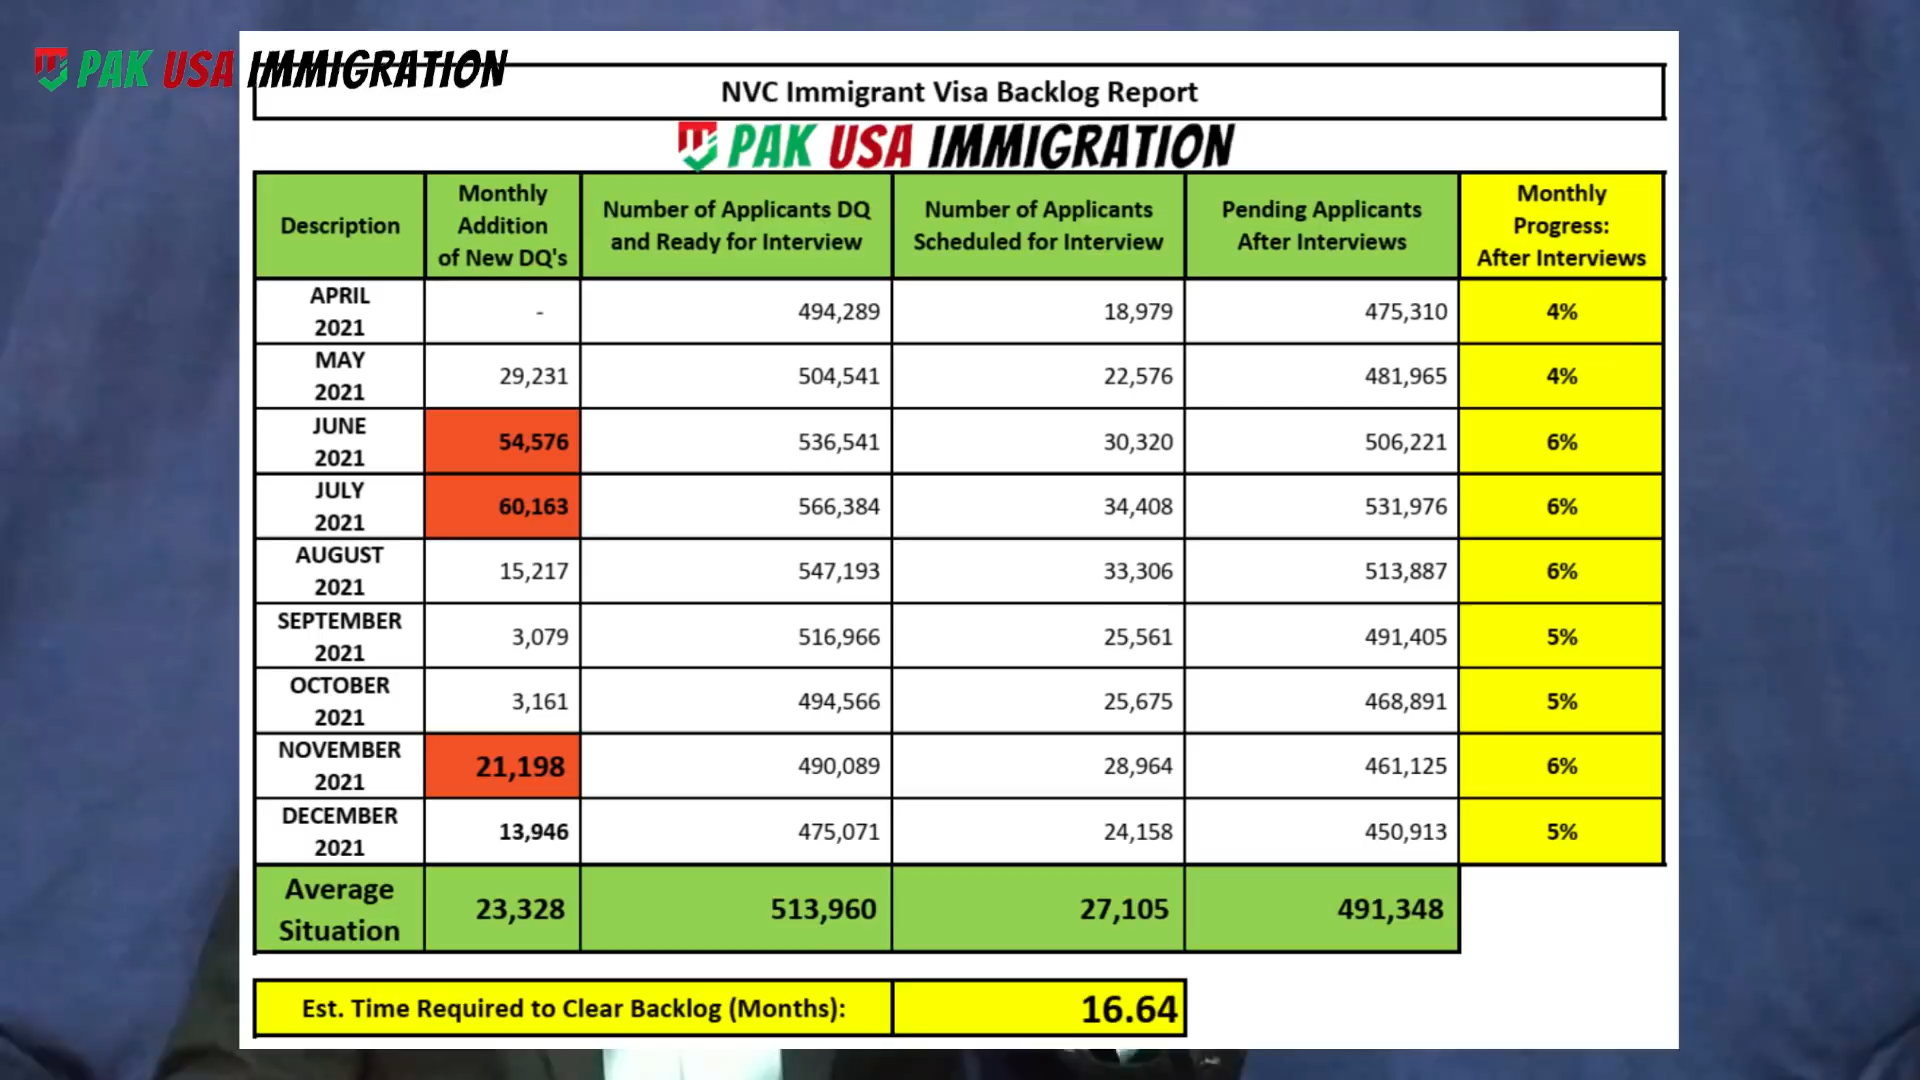 PAK USA IMMIGRATION
NVC Immigrant Visa Backlog Report
PAK USA IMMIGRATION
Description
Monthly
Addition
of New DQ's
Number of Applicants DQ
and Ready for Interview
Number of Applicants
Scheduled for Interview
Pending Applicants
After Interviews
Monthly
Progress:
After Interviews
APRIL
2021
-
494,289
18,979
475,310
4%
MAY
2021
29,231
504,541
22,576
481,965
4%
JUNE
2021
54,576
536,541
30,320
506,221
6%
JULY
2021
60,163
566,384
34,408
531,976
6%
AUGUST
2021
15,217
547,193
33,306
513,887
6%
SEPTEMBER
2021
3,079
516,966
25,561
491,405
5%
OCTOBER
2021
3,161
494,566
25,675
468,891
5%
NOVEMBER
2021
21,198
490,089
28,964
461,125
6%
DECEMBER
2021
13,946
475,071
24,158
450,913
5%
Average
Situation
23,328
513,960
27,105
491,348
Est. Time Required to Clear Backlog (Months):
16.64